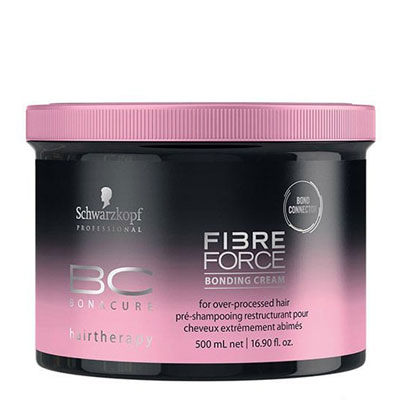 Schwarzkopf
PROFESSIONAL
BC
BONACURE
hairtherapy
BOND
CONNECTOR
FIBRE
FORCE
BONDING CREAM
for over-processed hair
pré-shampooing restructurant pour
cheveux extrêmement abîmés
500 mL net | 16.90 fl. oz.